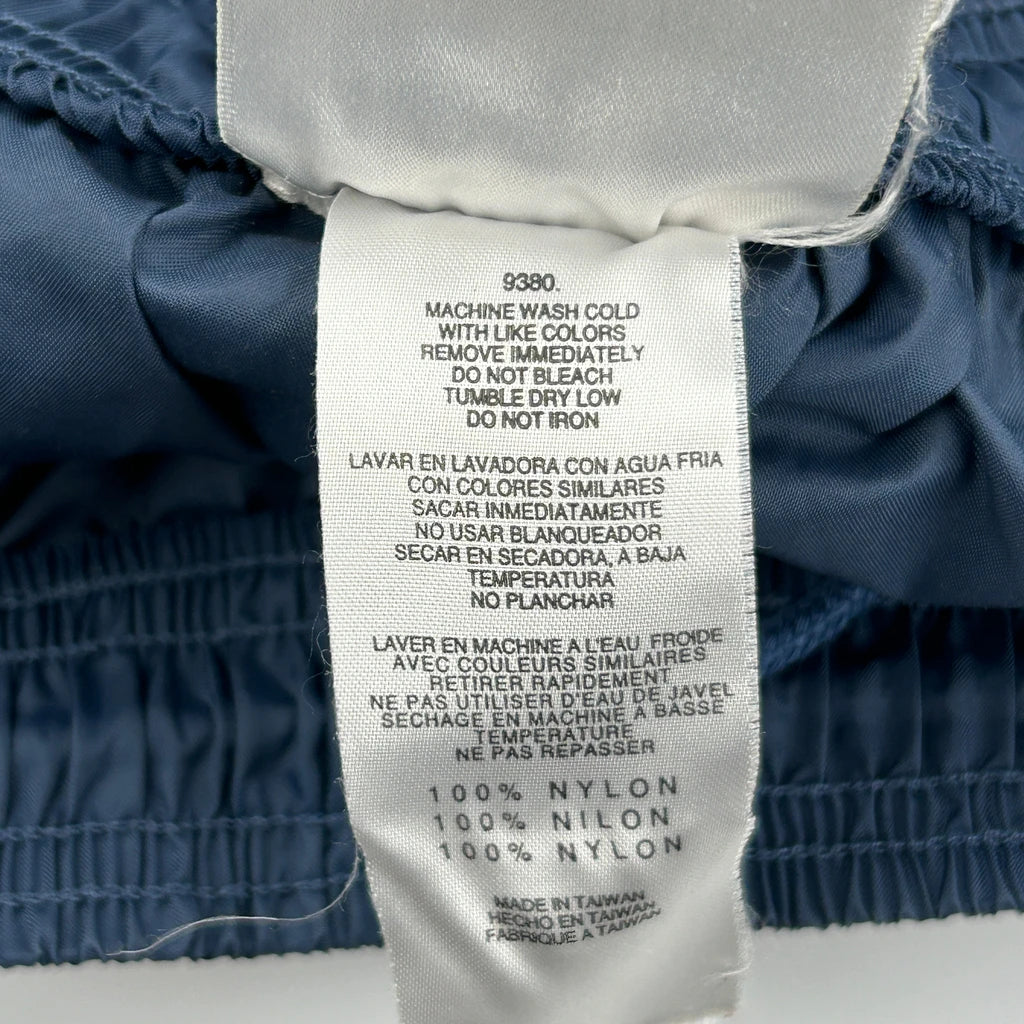 9380.
MACHINE WASH COLD
WITH LIKE COLORS
REMOVE IMMEDIATELY
DO NOT BLEACH
TUMBLE DRY LOW
DO NOT IRON
LAVAR EN LAVADORA CON AGUA FRIA
CON COLORES SIMILARES
SACAR INMEDIATAMENTE
NO USAR BLANQUEADOR
SECAR EN SECADORA, A BAJA
TEMPERATURA
NO PLANCHAR
LAVER EN MACHINE A L'EAU FROIDE
AVEC COULEURS SIMILAIRES
RETIRER RAPIDEMENT
NE PAS UTILISER D'EAU DE JAVEL
SECHAGE EN MACHINE A BASSE
TEMPERATURE
NE PAS REPASSER
100% NYLON
100% NILON
100% NYLON
MADE IN TAIWAN
HECHO EN TAIWAN
FABRIQUE A TAIWAN